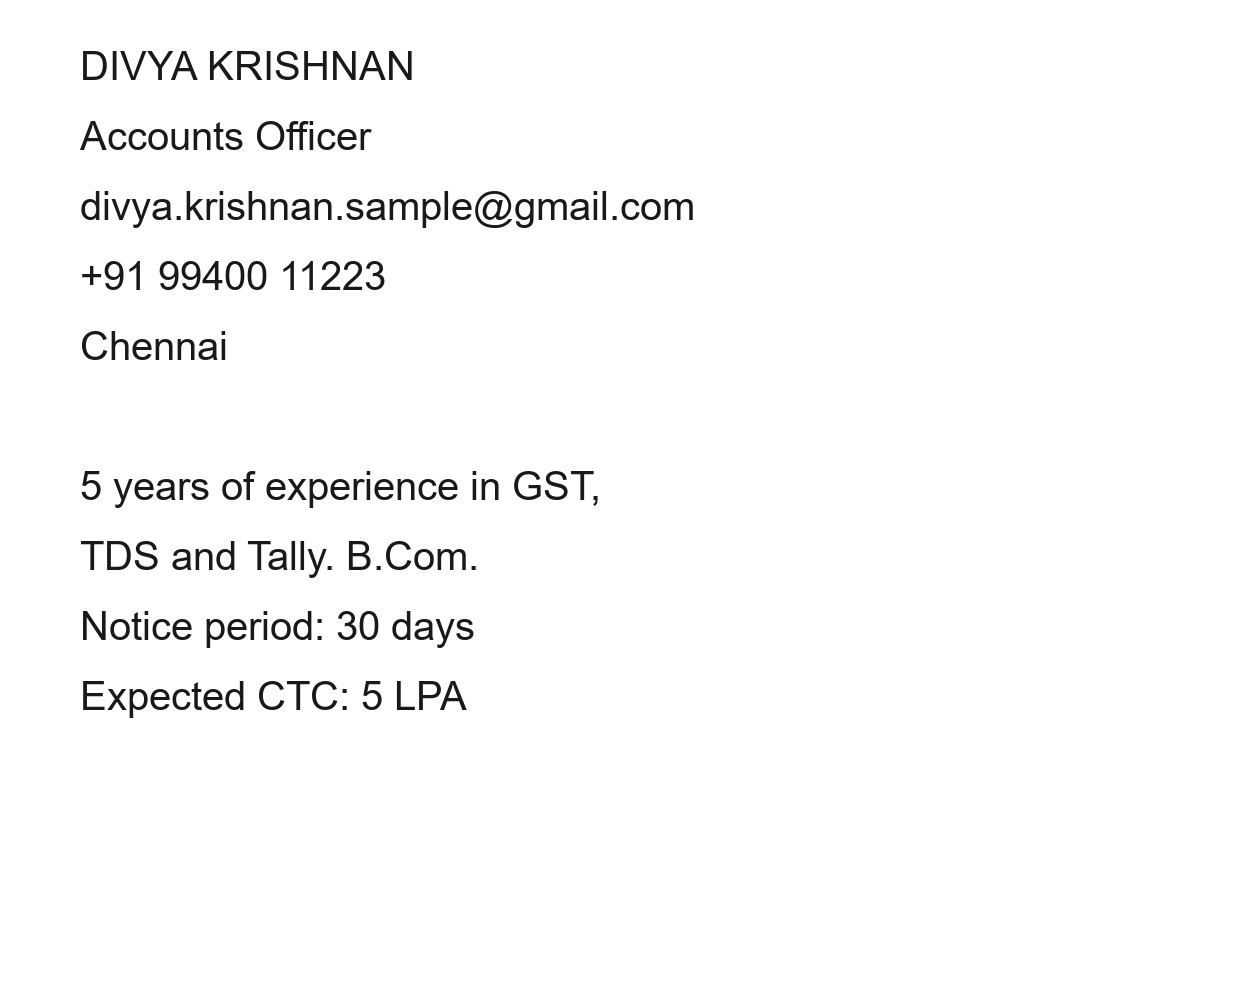 DIVYA KRISHNAN
Accounts Officer
divya.krishnan.sample@gmail.com
+91 99400 11223
Chennai
5 years of experience in GST,
TDS and Tally. B.Com.
Notice period: 30 days
Expected CTC: 5 LPA